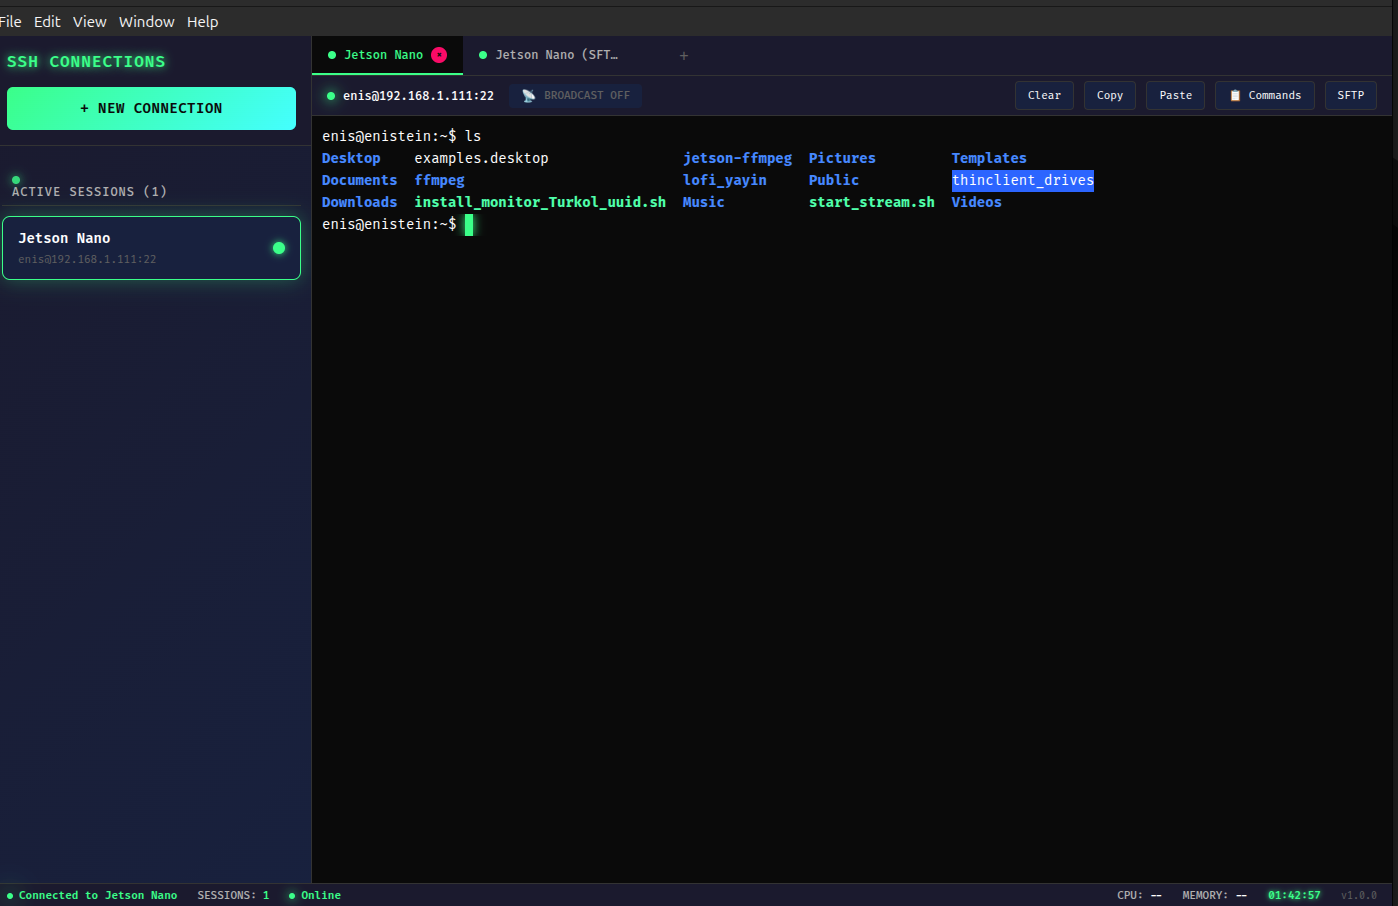 File Edit View Window Help
SSH CONNECTIONS
+ NEW CONNECTION
ACTIVE SESSIONS (1)
Jetson Nano
enis@192.168.1.111:22
Jetson Nano × Jetson Nano (SFT… +
enis@192.168.1.111:22 BROADCAST OFF Clear Copy Paste Commands SFTP
enis@enistein:~$ ls
Desktop examples.desktop jetson-ffmpeg Pictures Templates
Documents ffmpeg lofi_yayin Public thinclient_drives
Downloads install_monitor_Turkol_uuid.sh Music start_stream.sh Videos
enis@enistein:~$
Connected to Jetson Nano SESSIONS: 1 Online CPU: -- MEMORY: -- 01:42:57 v1.0.0